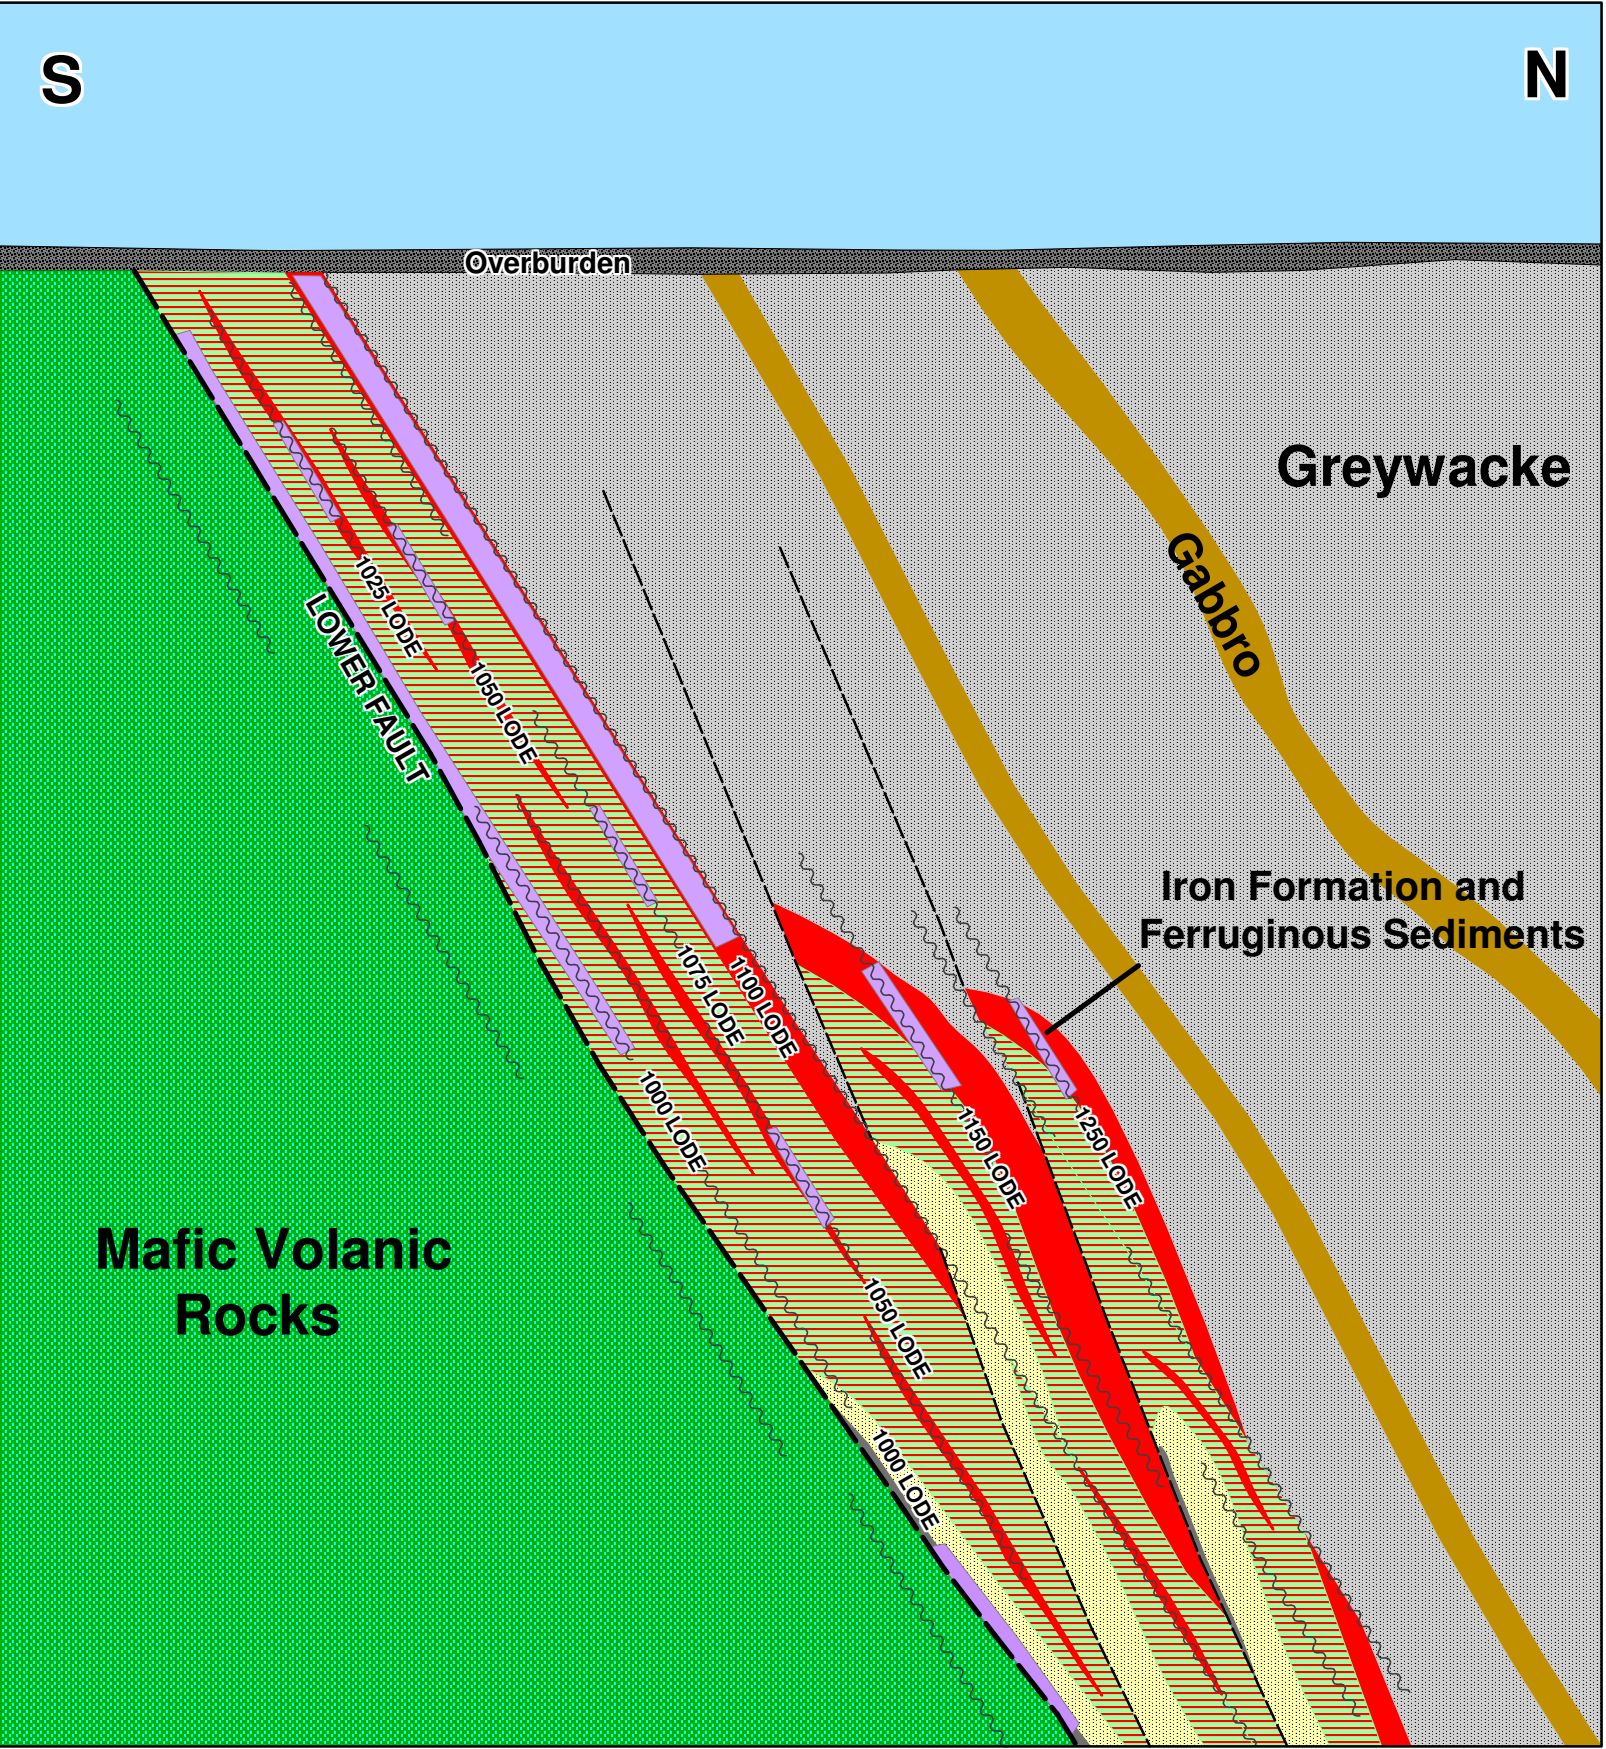 S
N
Overburden
Greywacke
Gabbro
1025 LODE
LOWER FAULT
1050 LODE
Iron Formation and
Ferruginous Sediments
1075 LODE
1100 LODE
1000 LODE
1150 LODE
1250 LODE
Mafic Volanic
Rocks
1050 LODE
1000 LODE